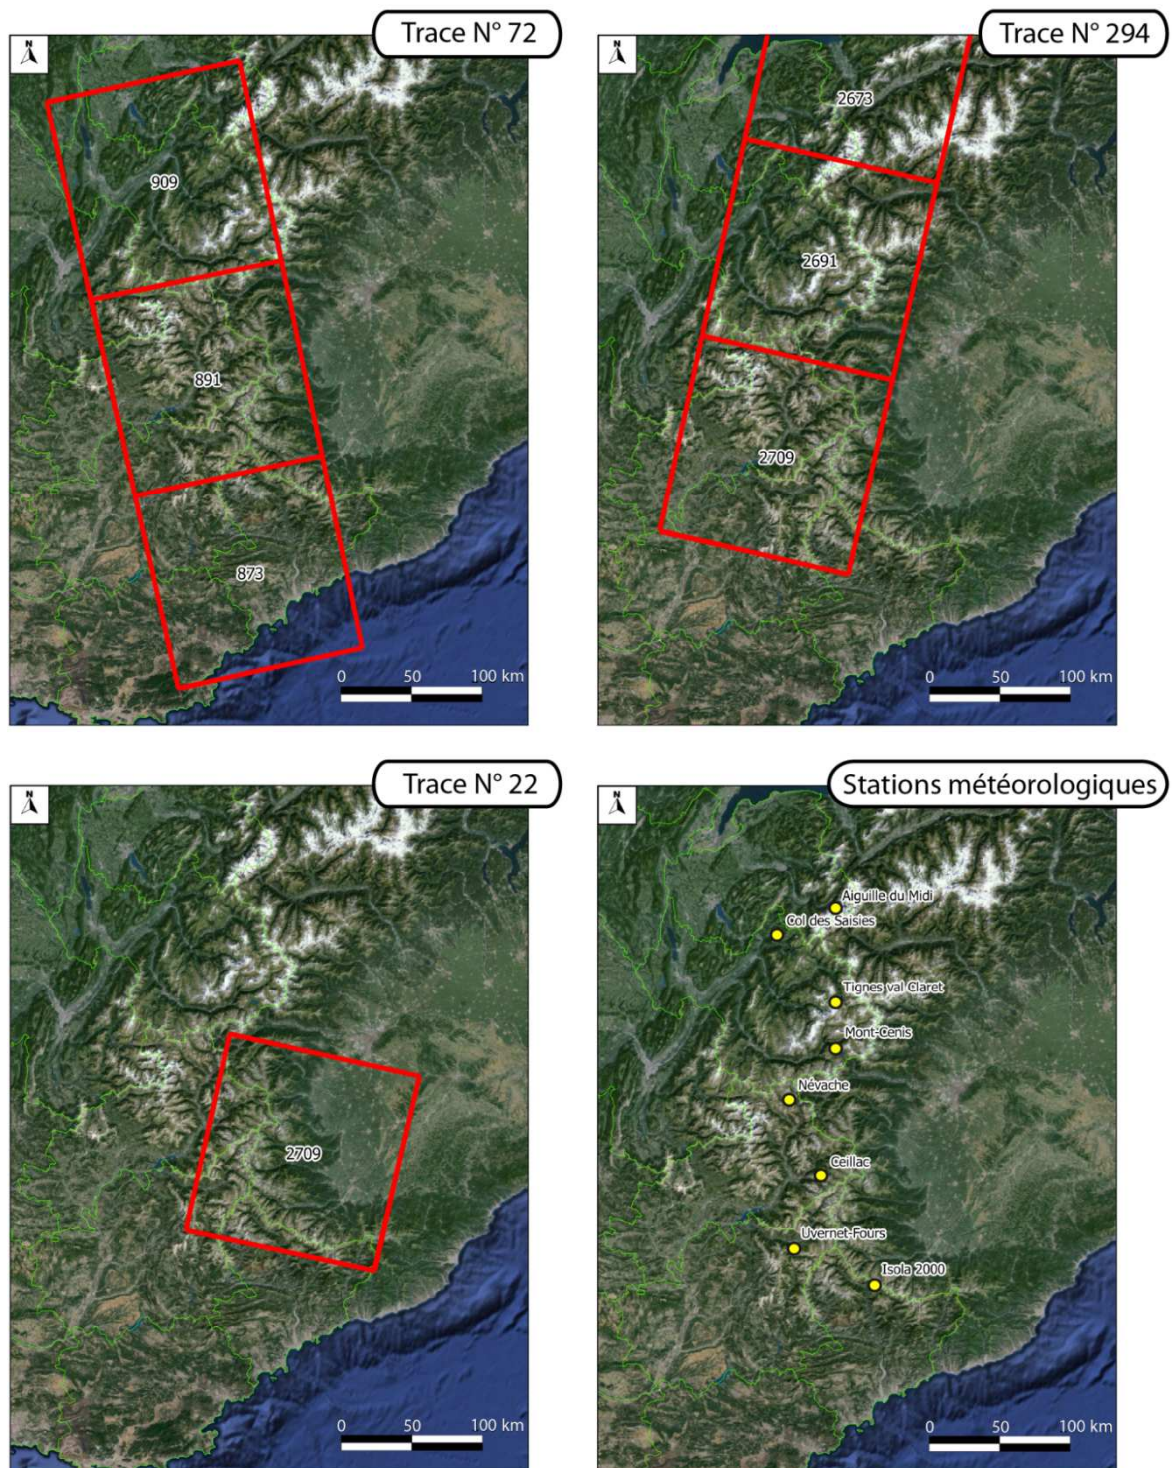 Trace N° 72
N
909
891
873
0 50 100 km
Trace N° 294
N
2673
2691
2709
0 50 100 km
Trace N° 22
N
2709
0 50 100 km
Stations météorologiques
N
Aiguille du Midi
Col des Saisies
Tignes val Claret
Mont-Cenis
Névache
Ceillac
Uvernet-Fours
Isola 2000
0 50 100 km